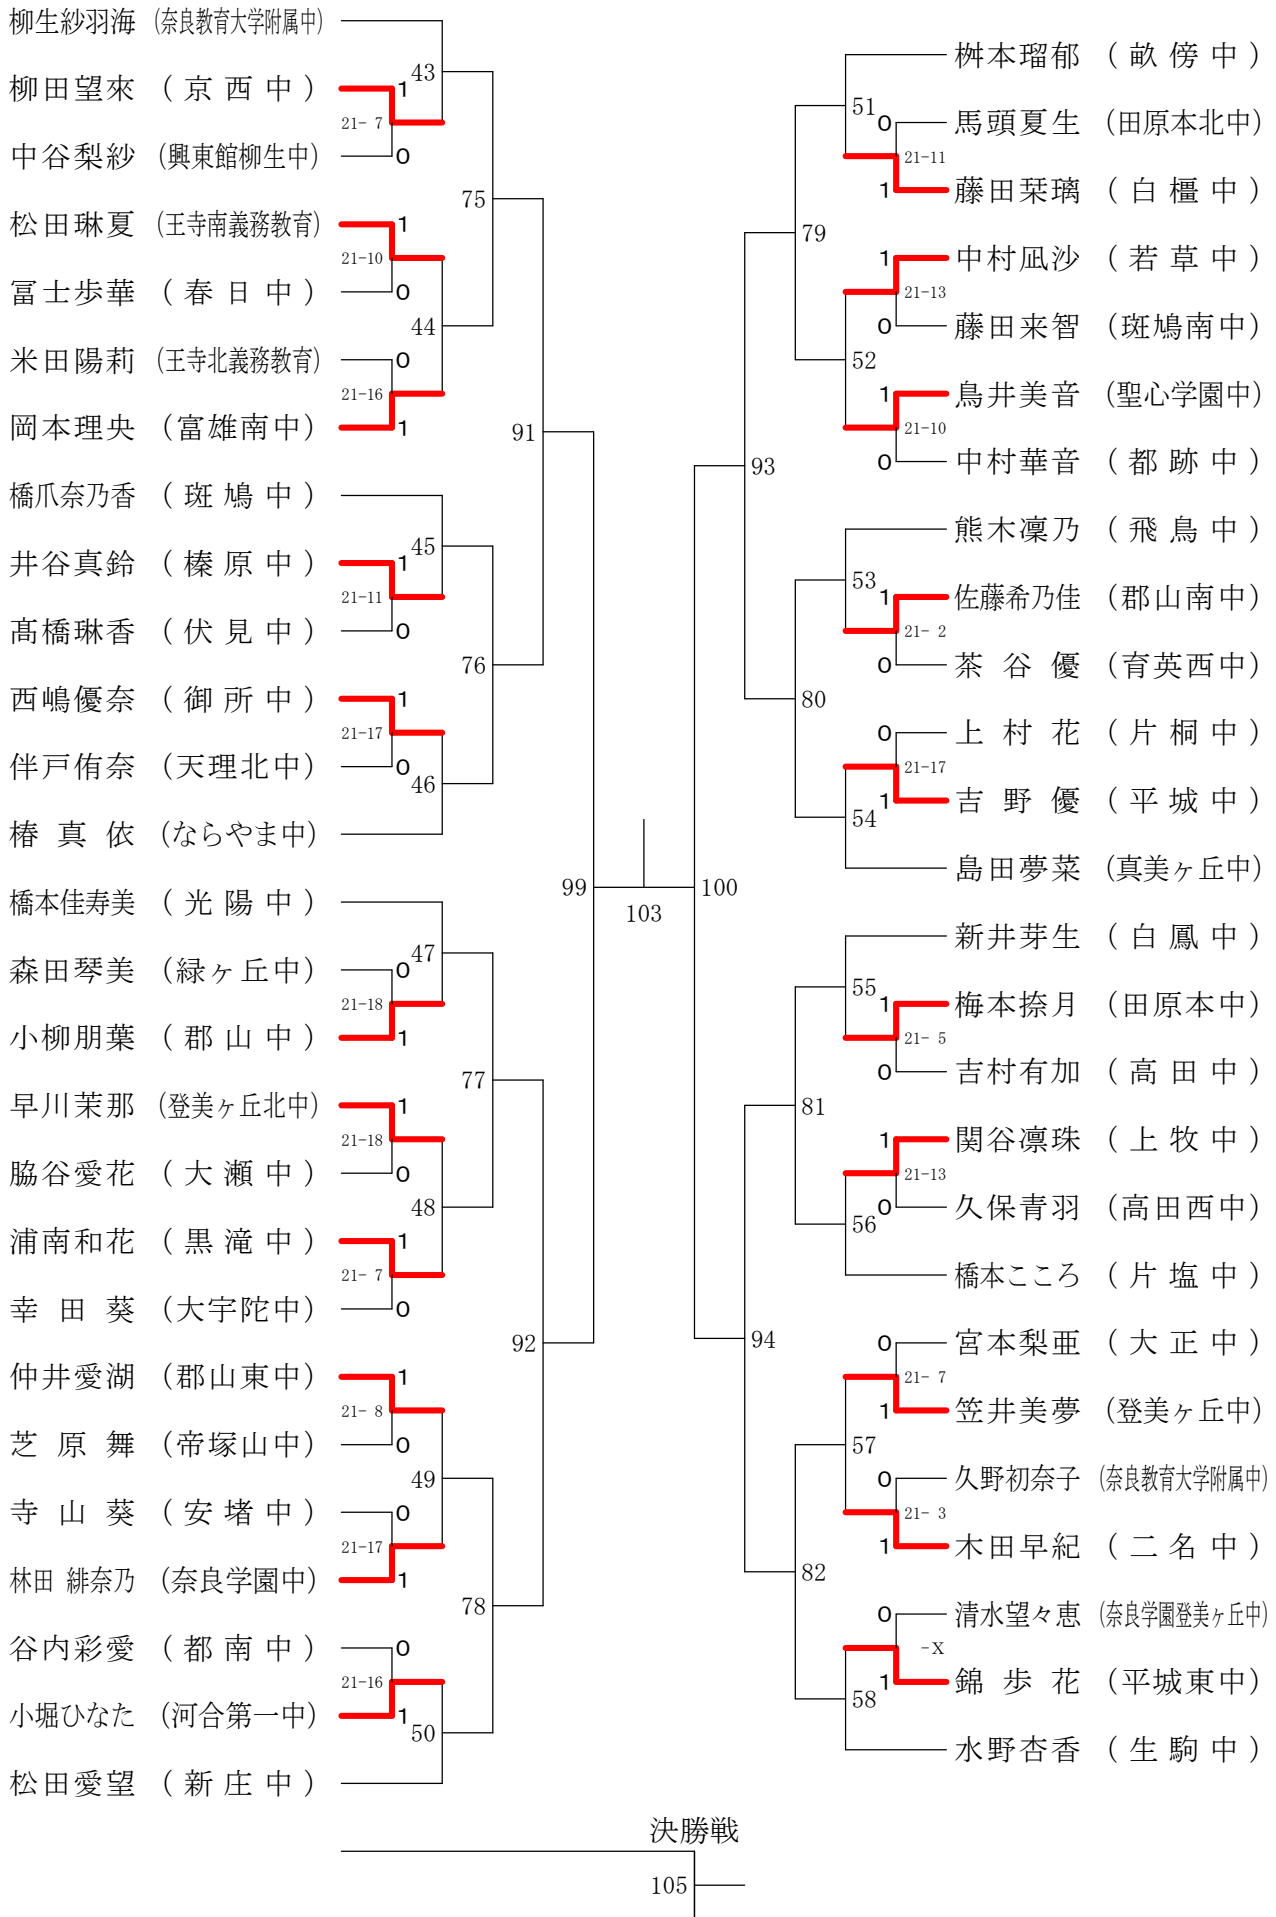 柳生紗羽海 (奈良教育大学附属中)
43
柳田望來 (京西中) 1
21- 7
中谷梨紗 (興東館柳生中) 0
75
松田琳夏 (王寺南義務教育) 1
21-10
冨士歩華 (春日中) 0
44
米田陽莉 (王寺北義務教育) 0
21-16
岡本理央 (富雄南中) 1
91
橋爪奈乃香 (斑鳩中)
45
井谷真鈴 (榛原中) 1
21-11
髙橋琳香 (伏見中) 0
76
西嶋優奈 (御所中) 1
21-17
伴戸侑奈 (天理北中) 0
46
椿真依 (ならやま中)
99
橋本佳寿美 (光陽中)
47
森田琴美 (緑ヶ丘中) 0
21-18
小柳朋葉 (郡山中) 1
77
早川茉那 (登美ヶ丘北中) 1
21-18
脇谷愛花 (大瀬中) 0
48
浦南和花 (黒滝中) 1
21- 7
幸田葵 (大宇陀中) 0
92
仲井愛湖 (郡山東中) 1
21- 8
芝原舞 (帝塚山中) 0
49
寺山葵 (安堵中) 0
21-17
林田 緋奈乃 (奈良学園中) 1
78
谷内彩愛 (都南中) 0
21-16
小堀ひなた (河合第一中) 1
50
松田愛望 (新庄中)
103
桝本瑠郁 (畝傍中)
51
0 馬頭夏生 (田原本北中)
21-11
1 藤田栞璃 (白橿中)
79
1 中村凪沙 (若草中)
21-13
0 藤田来智 (斑鳩南中)
52
1 鳥井美音 (聖心学園中)
21-10
0 中村華音 (都跡中)
93
熊木凜乃 (飛鳥中)
53
1 佐藤希乃佳 (郡山南中)
21- 2
0 茶谷優 (育英西中)
80
0 上村花 (片桐中)
21-17
1 吉野優 (平城中)
54
島田夢菜 (真美ヶ丘中)
100
新井芽生 (白鳳中)
55
1 梅本捺月 (田原本中)
21- 5
0 吉村有加 (高田中)
81
1 関谷凛珠 (上牧中)
21-13
0 久保青羽 (高田西中)
56
橋本こころ (片塩中)
94
0 宮本梨亜 (大正中)
21- 7
1 笠井美夢 (登美ヶ丘中)
57
0 久野初奈子 (奈良教育大学附属中)
21- 3
1 木田早紀 (二名中)
82
0 清水望々恵 (奈良学園登美ヶ丘中)
-X
1 錦歩花 (平城東中)
58
水野杏香 (生駒中)
決勝戦
105